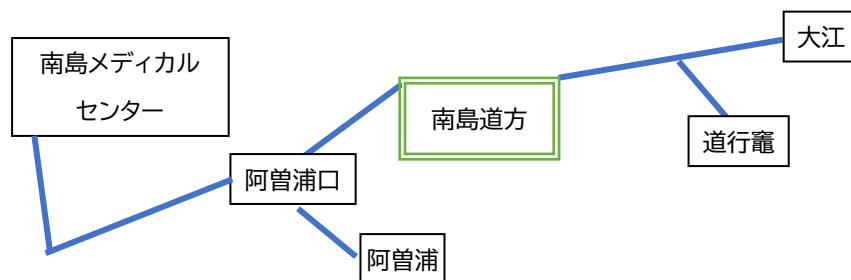 大江
南島メディカル
センター
南島道方
道行竈
阿曽浦口
阿曽浦